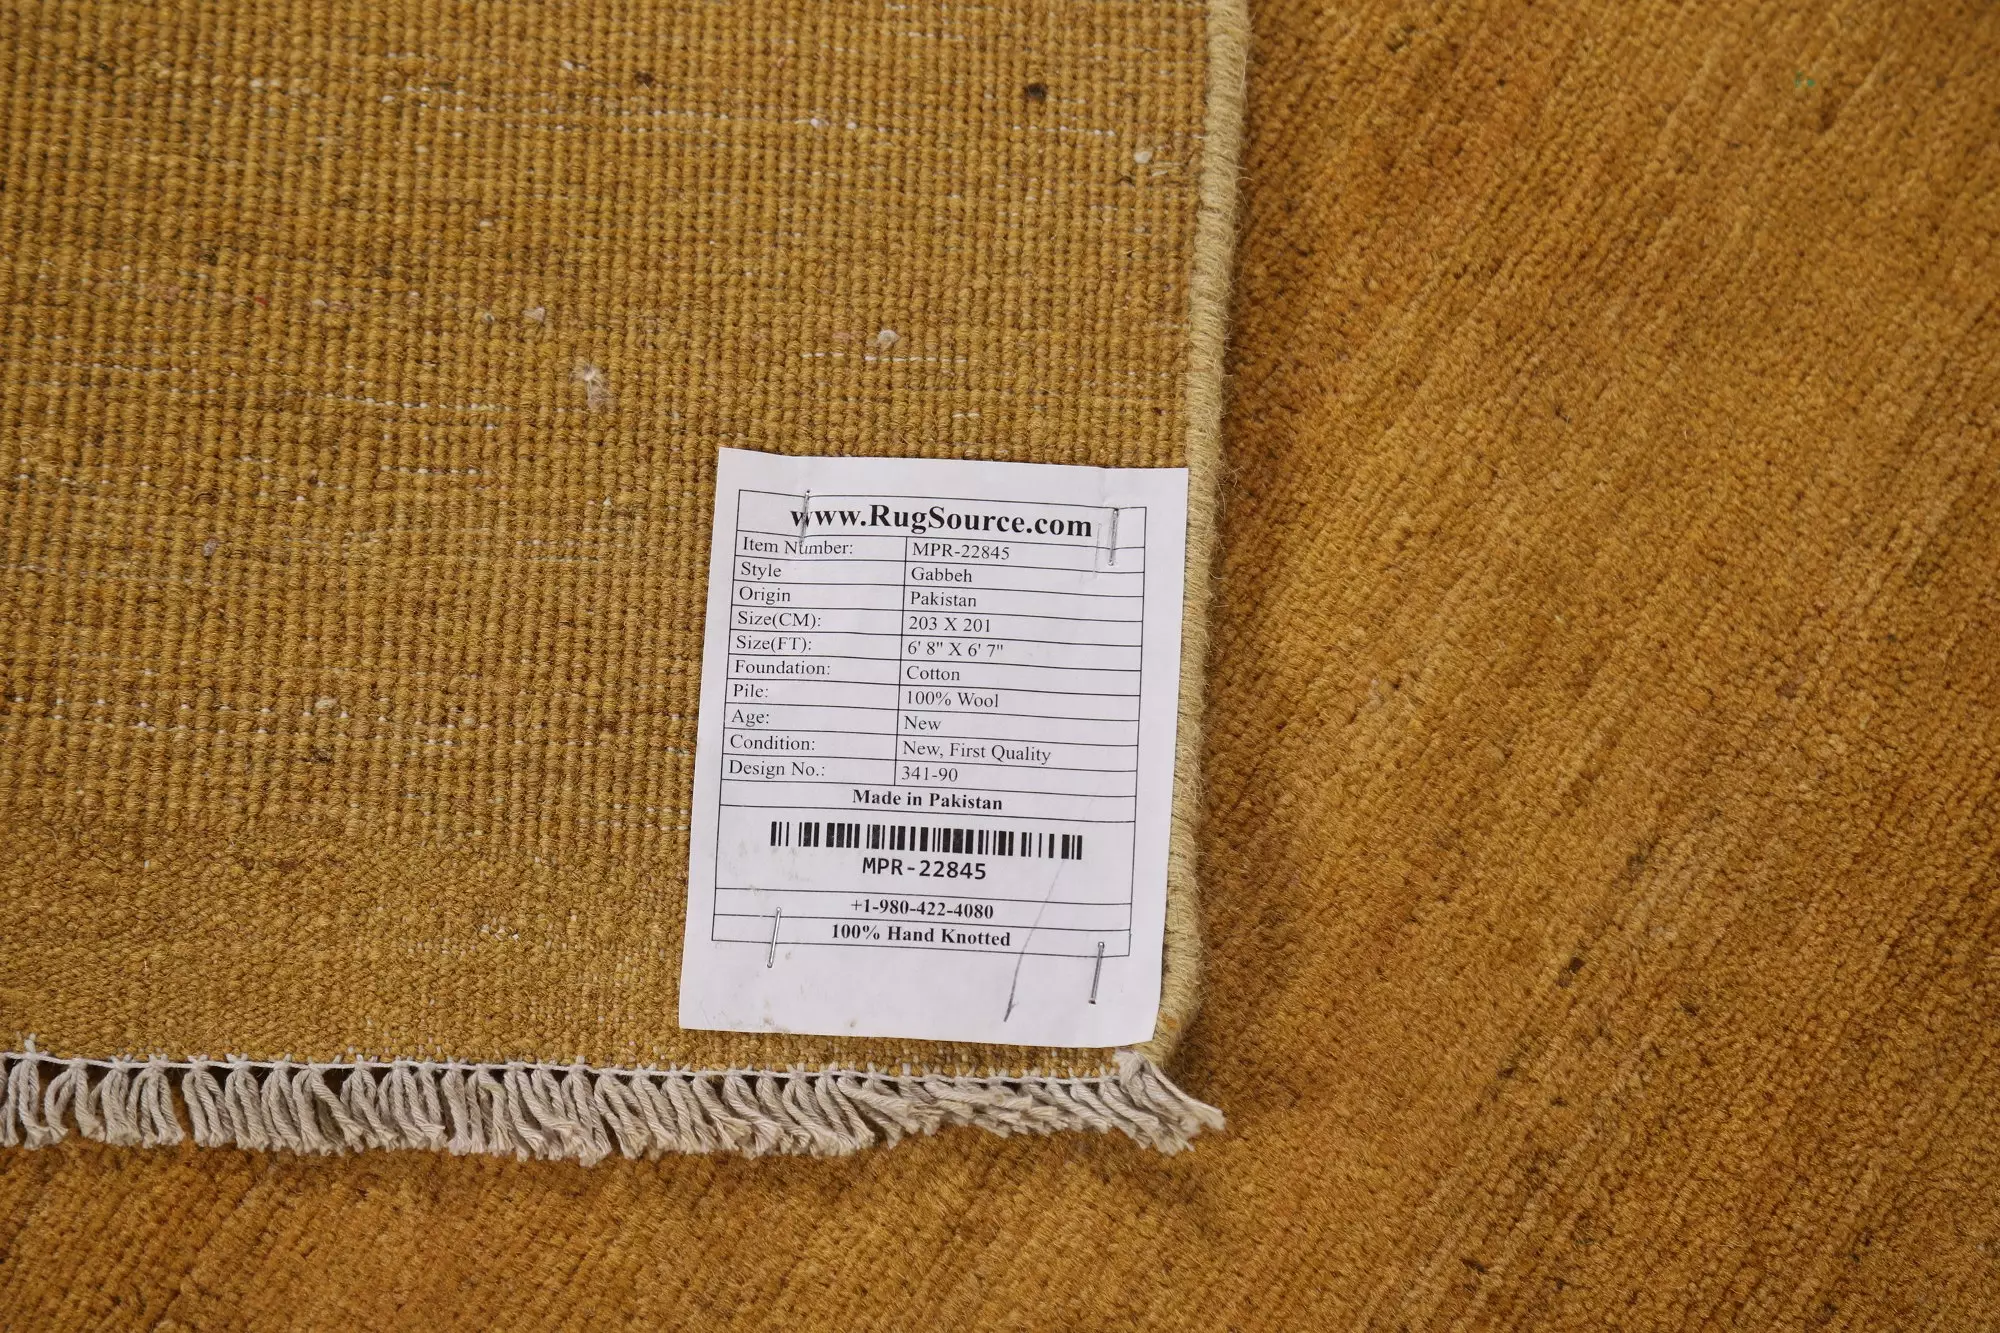 www.RugSource.com
Item Number: MPR-22845
Style Gabbeh
Origin Pakistan
Size(CM): 203 X 201
Size(FT): 6' 8" X 6' 7"
Foundation: Cotton
Pile: 100% Wool
Age: New
Condition: New, First Quality
Design No.: 341-90
Made in Pakistan
MPR-22845
+1-980-422-4080
100% Hand Knotted